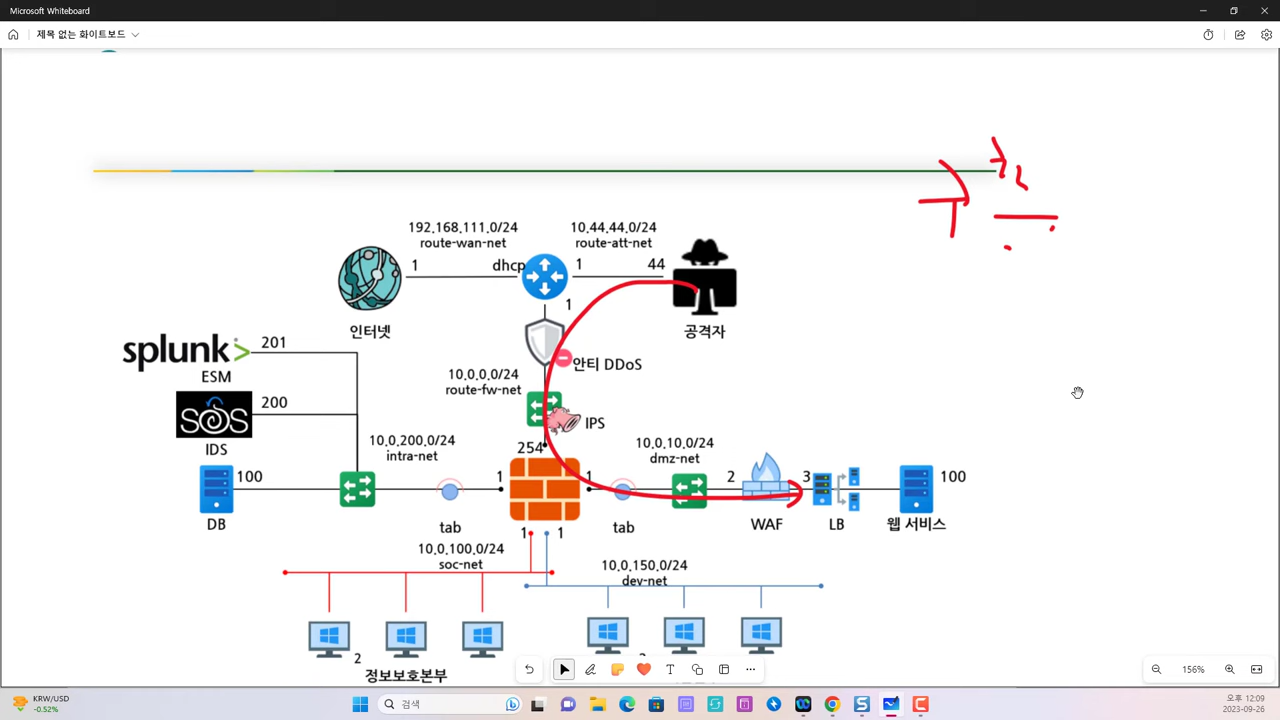 Microsoft Whiteboard
제목 없는 화이트보드
192.168.111.0/24
route-wan-net
10.44.44.0/24
route-att-net
1
dhcp
1
44
1
인터넷
공격자
안티 DDoS
splunk>
201
ESM
10.0.0.0/24
route-fw-net
SOS
200
IDS
IPS
10.0.200.0/24
intra-net
254
10.0.10.0/24
dmz-net
100
1
1
2
3
100
DB
tab
tab
WAF
LB
웹 서비스
1
1
10.0.100.0/24
soc-net
10.0.150.0/24
dev-net
2
정보보호본부
156%
KRW/USD
-0.52%
검색
오후 12:09
2023-09-26